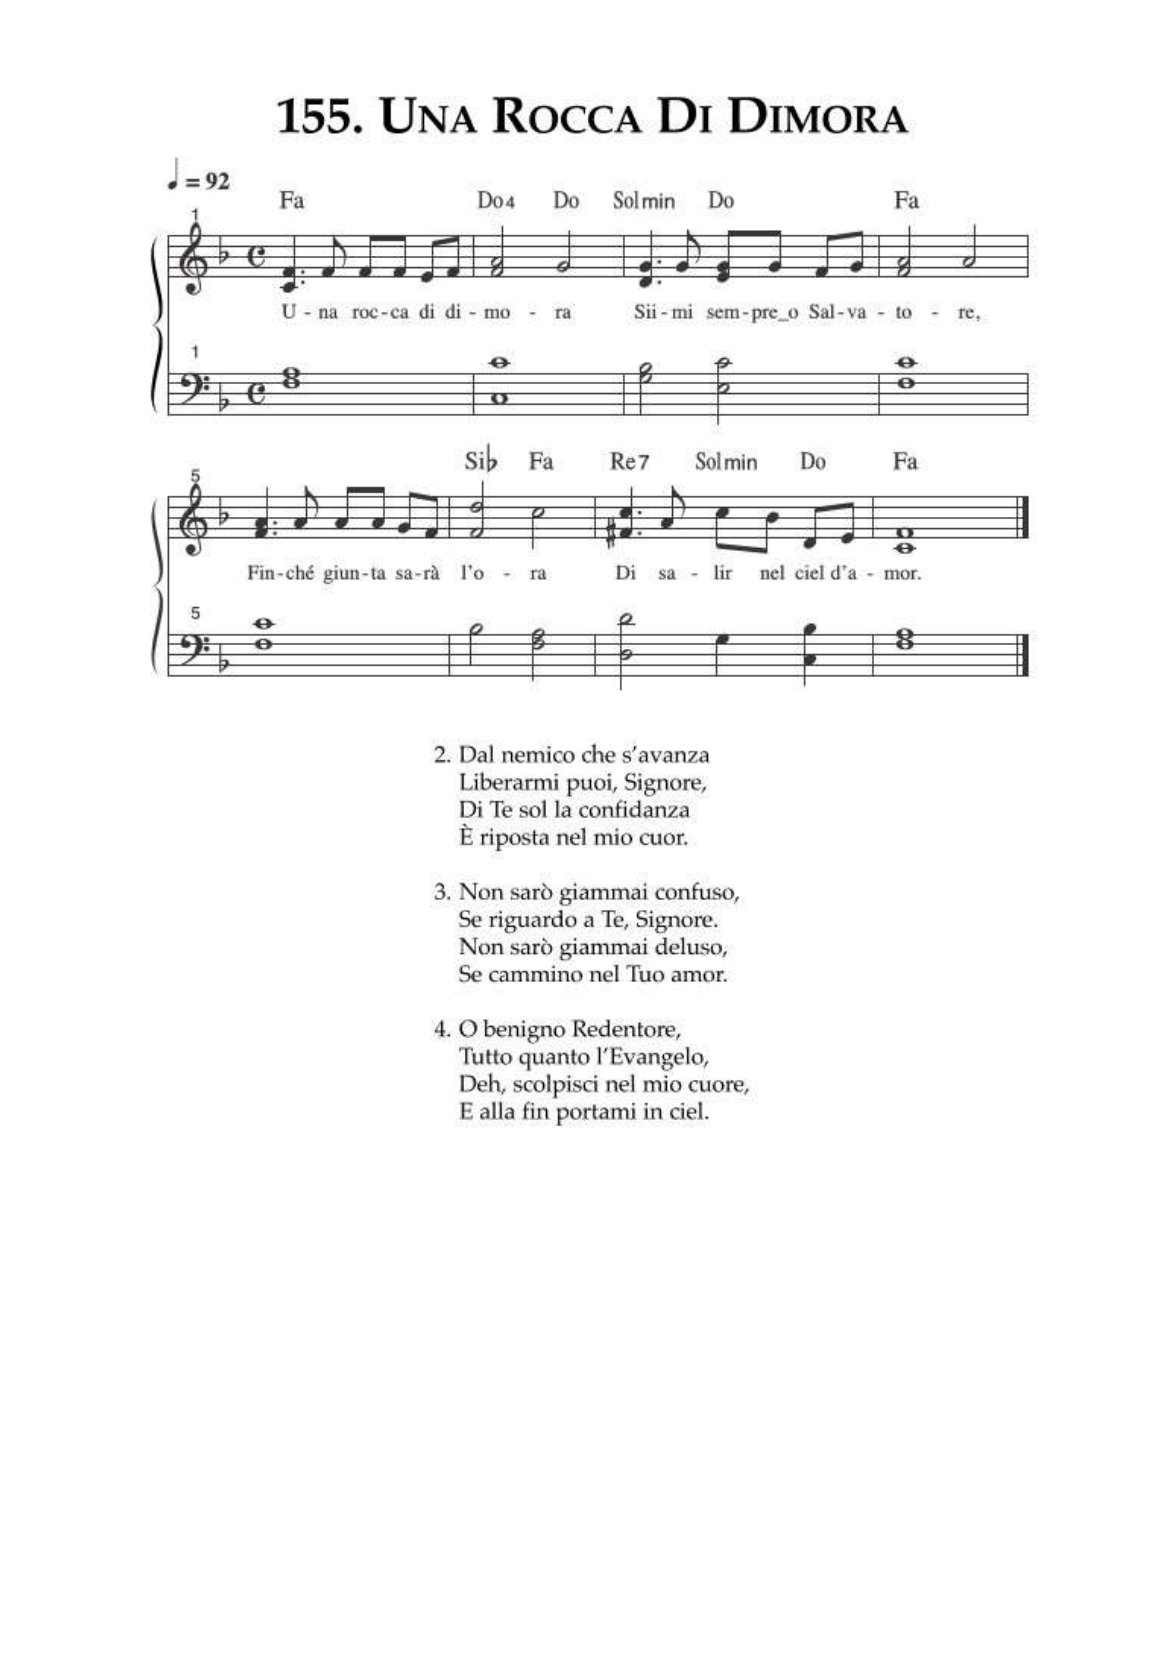 155. Una Rocca Di Dimora
♩ = 92
Fa Do4 Do Solmin Do Fa
1
U - na roc - ca di di - mo - ra Sii - mi sem - pre_o Sal - va - to - re,
1
Sib Fa Re7 Solmin Do Fa
5
Fin - ché giun - ta sa - rà l'o - ra Di sa - lir nel ciel d'a - mor.
5
2. Dal nemico che s'avanza
Liberarmi puoi, Signore,
Di Te sol la confidanza
È riposta nel mio cuor.
3. Non sarò giammai confuso,
Se riguardo a Te, Signore.
Non sarò giammai deluso,
Se cammino nel Tuo amor.
4. O benigno Redentore,
Tutto quanto l'Evangelo,
Deh, scolpisci nel mio cuore,
E alla fin portami in ciel.